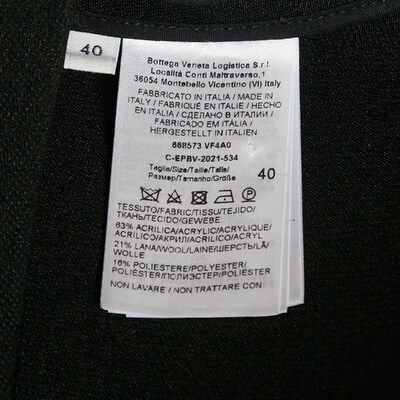 40
Bottega Veneta Logistica S.r.l.
Località Conti Maltraverso,1
36054 Montebello Vicentino (VI) Italy
FABBRICATO IN ITALIA / MADE IN
ITALY / FABRIQUÉ EN ITALIE / HECHO
EN ITALIA / СДЕЛАНО В ИТАЛИИ /
FABRICADO EM ITÁLIA /
HERGESTELLT IN ITALIEN
668573 VF4A0
C-EPBV-2021-534
Taglia/Size/Taille/Talla/
Размер/Tamanho/Größe
40
TESSUTO/FABRIC/TISSU/TEJIDO/
ТКАНЬ/TECIDO/GEWEBE
63% ACRILICA/ACRYLIC/ACRYLIQUE/
ACRÍLICO/АКРИЛ/ACRÍLICO/ACRYL
21% LANA/WOOL/LAINE/ШЕРСТЬ/LÃ/
WOLLE
16% POLIESTERE/POLYESTER/
POLIÉSTER/ПОЛИЭСТЕР/POLYESTER
NON LAVARE / NON TRATTARE CON